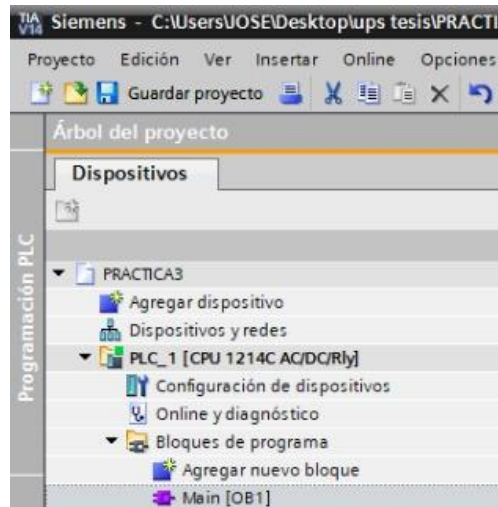 TIA V14 Siemens - C:\Users\JOSE\Desktop\ups tesis\PRACTI
Proyecto Edición Ver Insertar Online Opciones
Guardar proyecto
Árbol del proyecto
Dispositivos
Programación PLC
PRACTICA3
Agregar dispositivo
Dispositivos y redes
PLC_1 [CPU 1214C AC/DC/Rly]
Configuración de dispositivos
Online y diagnóstico
Bloques de programa
Agregar nuevo bloque
Main [OB1]